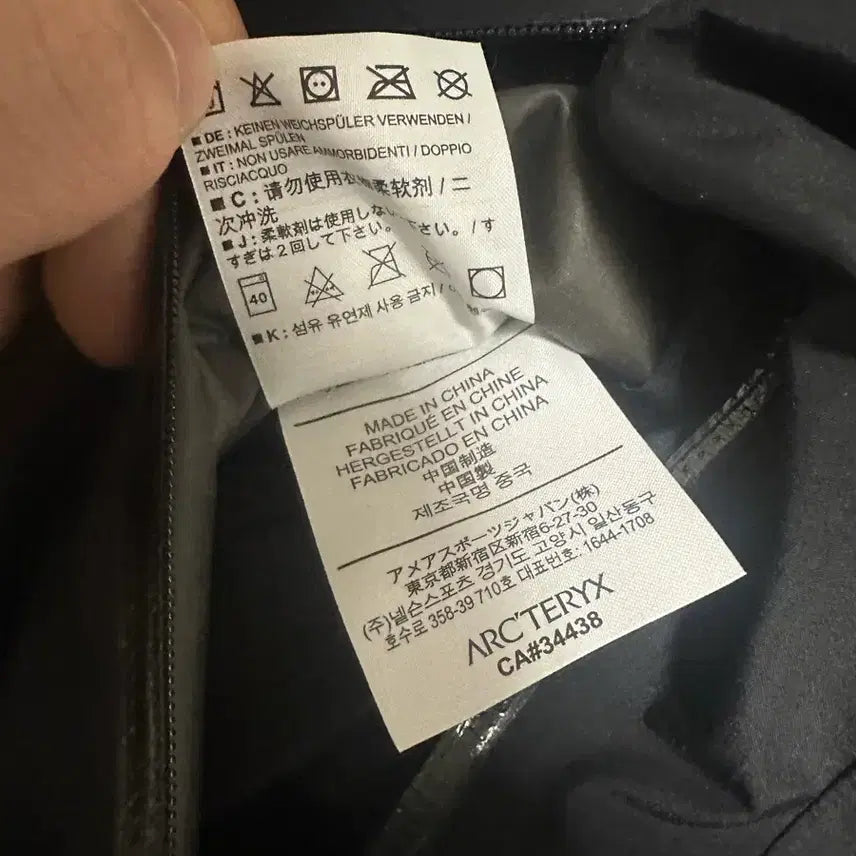 ■ DE : KEINEN WEICHSPÜLER VERWENDEN /
ZWEIMAL SPÜLEN
■ IT : NON USARE AMMORBIDENTI / DOPPIO
RISCIACQUO
■ C : 请勿使用衣物柔软剂 / 二
次冲洗
■ J : 柔軟剤は使用しないで下さい。 / す
すぎは2回して下さい。
40
■ K : 섬유 유연제 사용 금지 /
MADE IN CHINA
FABRIQUÉ EN CHINE
HERGESTELLT IN CHINA
FABRICADO EN CHINA
中国制造
中国製
제조국명 중국
アメアスポーツジャパン(株)
東京都新宿区新宿6-27-30
(주)넬슨스포츠 경기도 고양시 일산동구
호수로 358-39 710호 대표번호: 1644-1708
ARC'TERYX
CA#34438